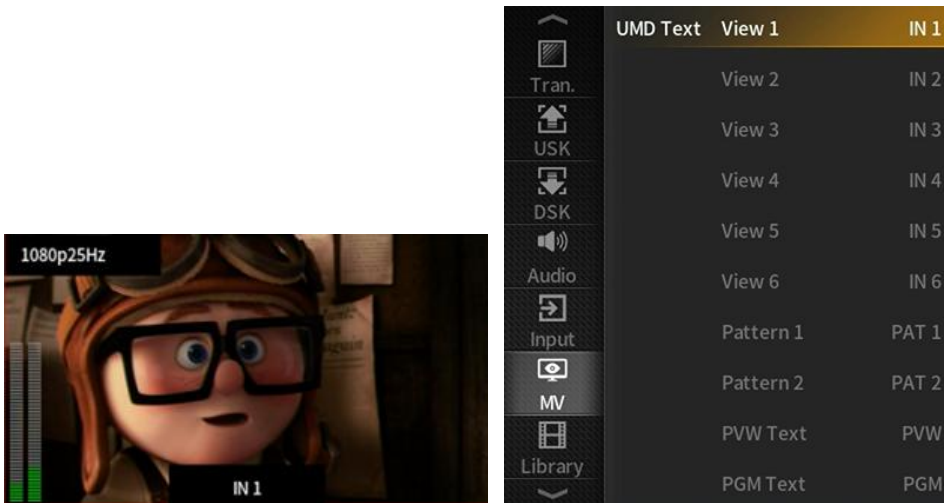 1080p25Hz
IN 1
Tran.
USK
DSK
Audio
Input
MV
Library
UMD Text View 1 IN 1
View 2 IN 2
View 3 IN 3
View 4 IN 4
View 5 IN 5
View 6 IN 6
Pattern 1 PAT 1
Pattern 2 PAT 2
PVW Text PVW
PGM Text PGM